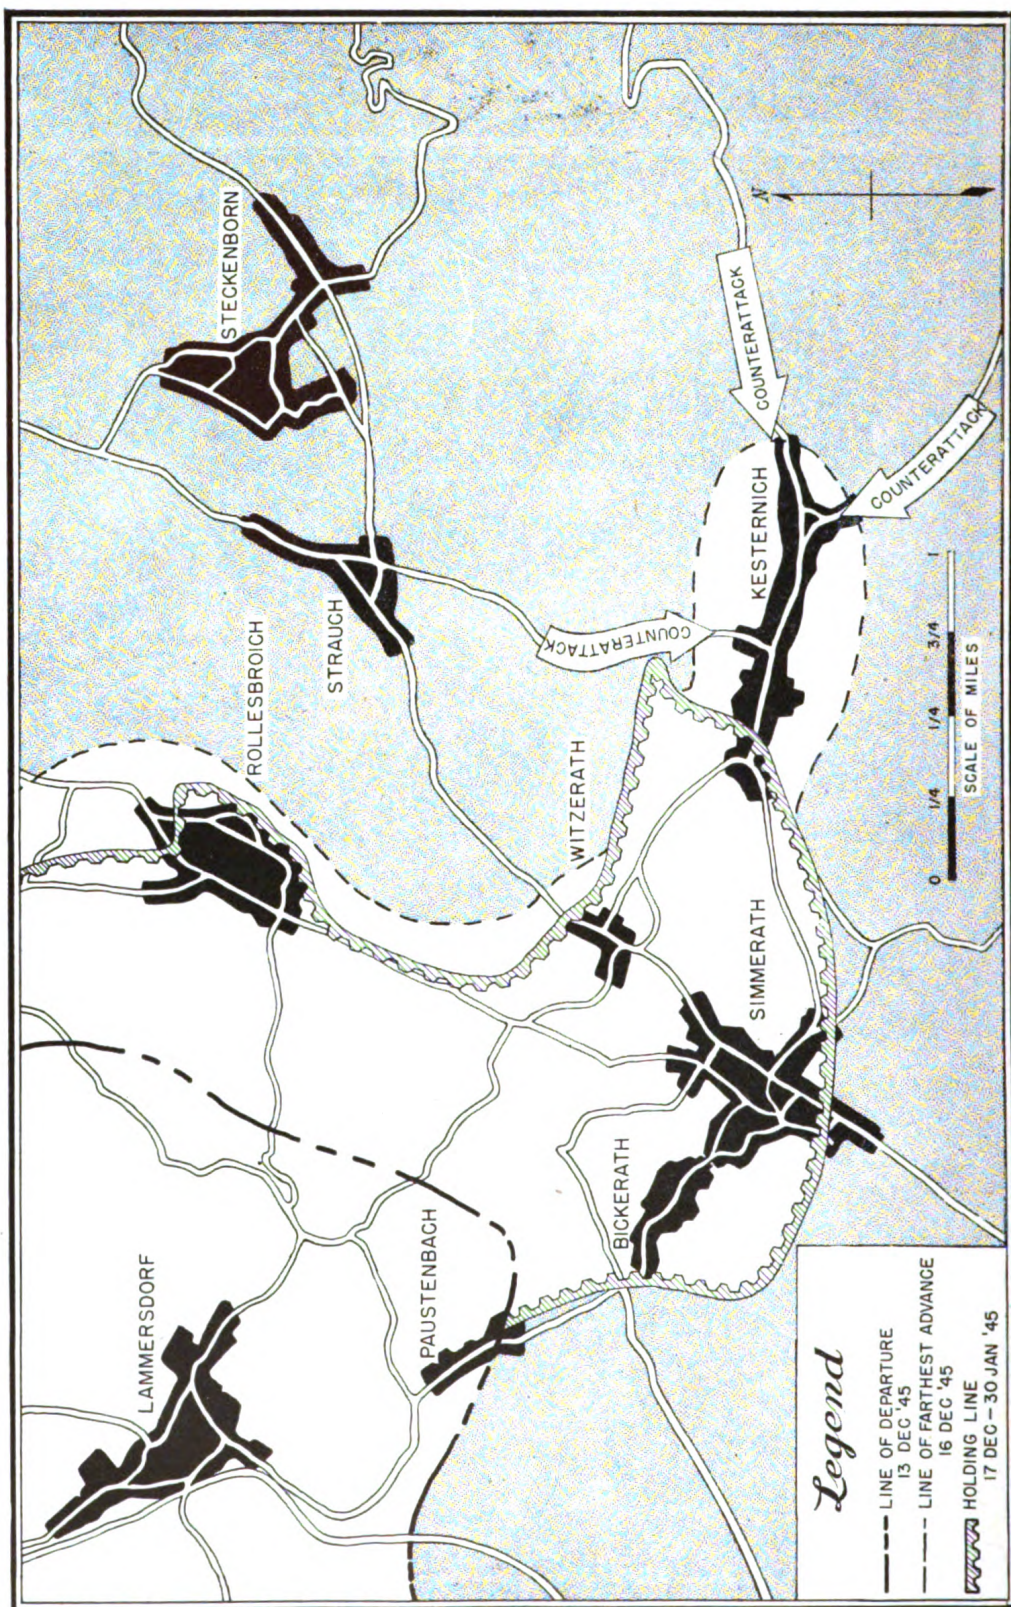 LAMMERSDORF
PAUSTENBACH
BICKERATH
SIMMERATH
ROLLESBROICH
WITZERATH
STRAUCH
STECKENBORN
KESTERNICH
COUNTERATTACK
COUNTERATTACK
COUNTERATTACK
N
0 1/4 1/4 3/4 1
SCALE OF MILES
Legend
LINE OF DEPARTURE
13 DEC '45
LINE OF FARTHEST ADVANCE
16 DEC '45
HOLDING LINE
17 DEC – 30 JAN '45